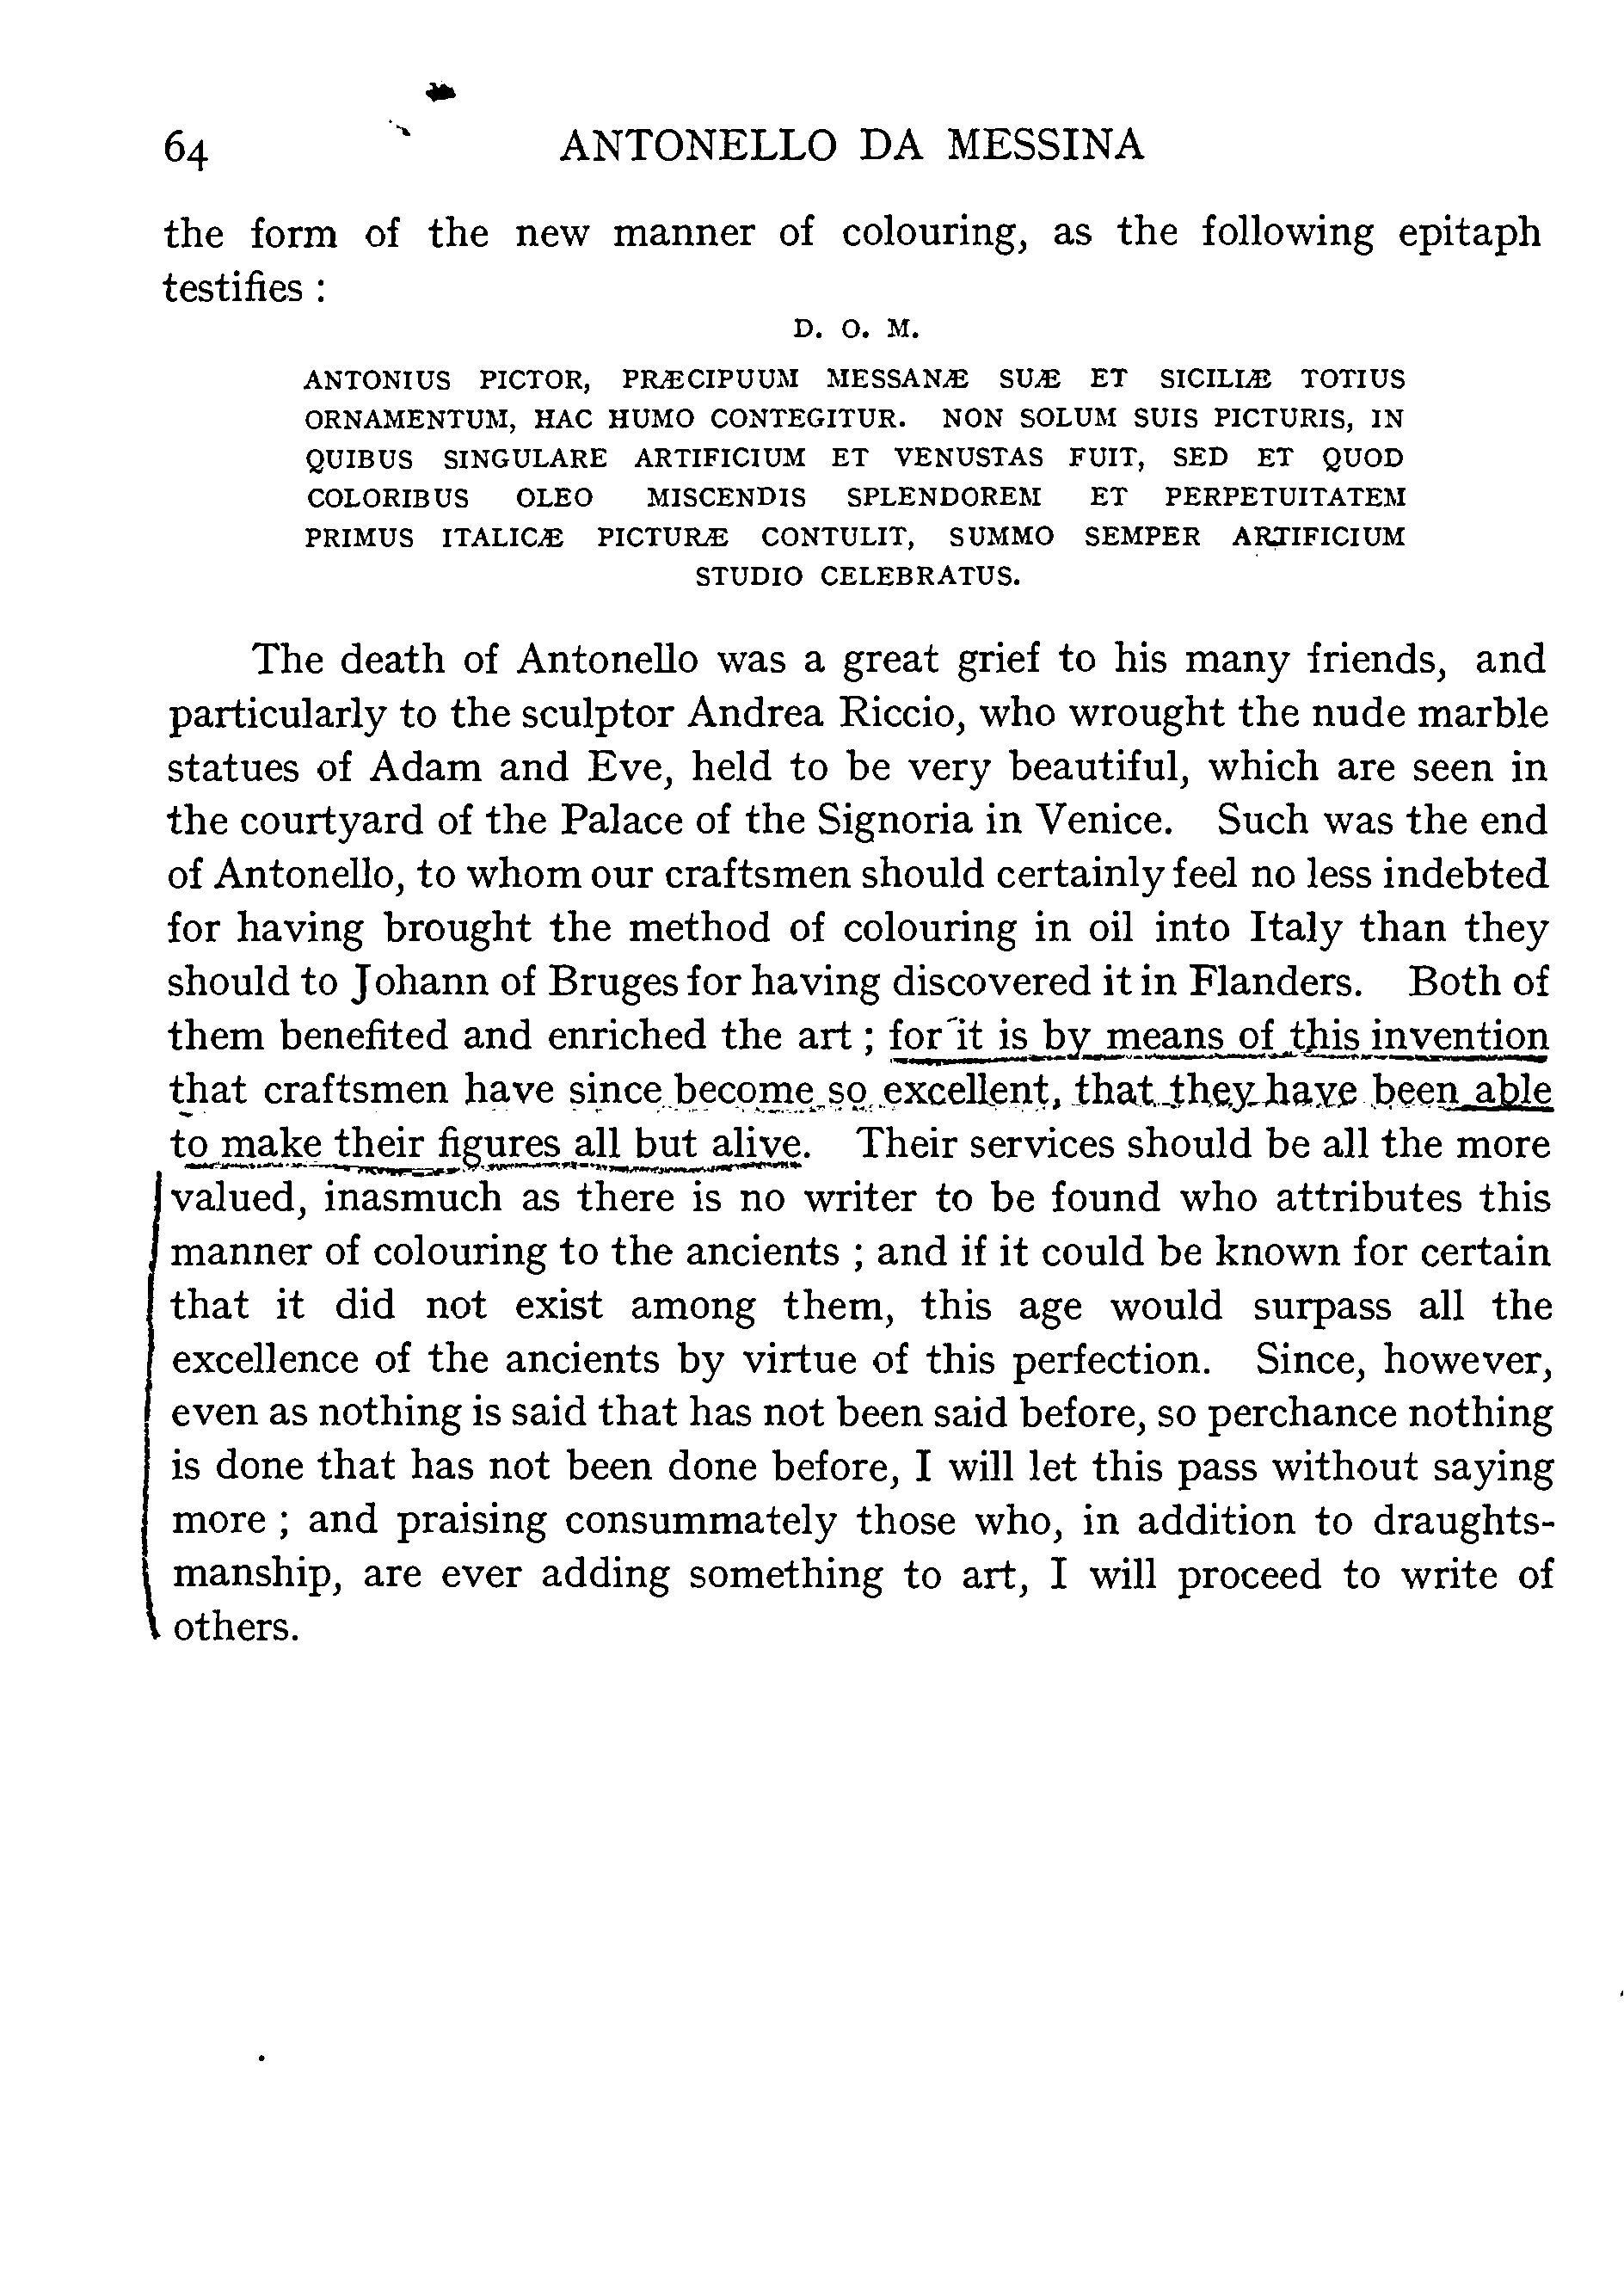 64 ANTONELLO DA MESSINA
the form of the new manner of colouring, as the following epitaph
testifies :
D. O. M.
ANTONIUS PICTOR, PRÆCIPUUM MESSANÆ SUÆ ET SICILIÆ TOTIUS
ORNAMENTUM, HAC HUMO CONTEGITUR. NON SOLUM SUIS PICTURIS, IN
QUIBUS SINGULARE ARTIFICIUM ET VENUSTAS FUIT, SED ET QUOD
COLORIBUS OLEO MISCENDIS SPLENDOREM ET PERPETUITATEM
PRIMUS ITALICÆ PICTURÆ CONTULIT, SUMMO SEMPER ARTIFICIUM
STUDIO CELEBRATUS.
The death of Antonello was a great grief to his many friends, and
particularly to the sculptor Andrea Riccio, who wrought the nude marble
statues of Adam and Eve, held to be very beautiful, which are seen in
the courtyard of the Palace of the Signoria in Venice. Such was the end
of Antonello, to whom our craftsmen should certainly feel no less indebted
for having brought the method of colouring in oil into Italy than they
should to Johann of Bruges for having discovered it in Flanders. Both of
them benefited and enriched the art ; for it is by means of this invention
that craftsmen have since become so excellent, that they have been able
to make their figures all but alive. Their services should be all the more
valued, inasmuch as there is no writer to be found who attributes this
manner of colouring to the ancients ; and if it could be known for certain
that it did not exist among them, this age would surpass all the
excellence of the ancients by virtue of this perfection. Since, however,
even as nothing is said that has not been said before, so perchance nothing
is done that has not been done before, I will let this pass without saying
more ; and praising consummately those who, in addition to draughts-
manship, are ever adding something to art, I will proceed to write of
others.